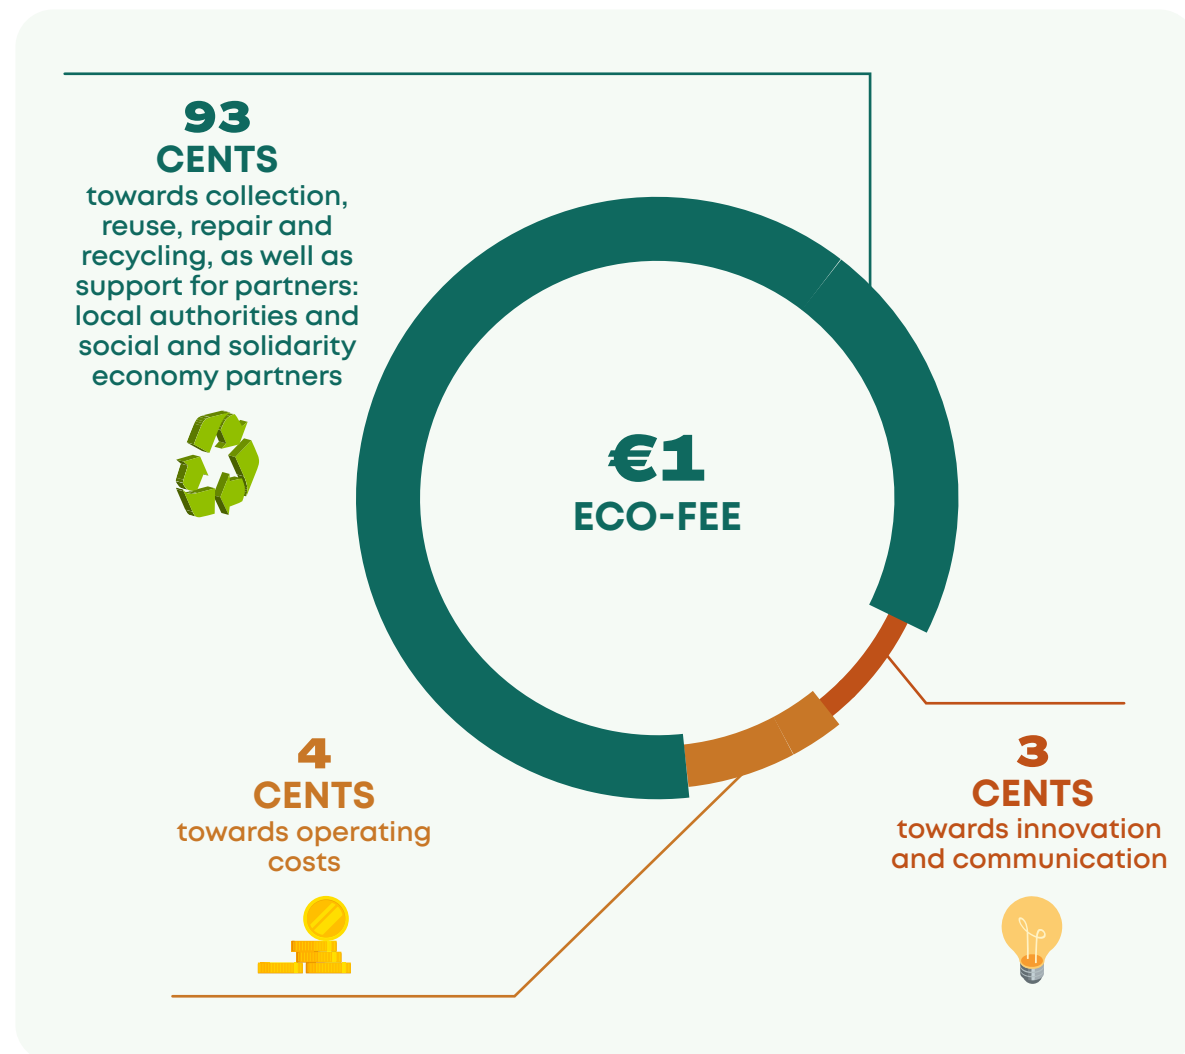 93
CENTS
towards collection,
reuse, repair and
recycling, as well as
support for partners:
local authorities and
social and solidarity
economy partners
€1
ECO-FEE
4
CENTS
towards operating
costs
3
CENTS
towards innovation
and communication